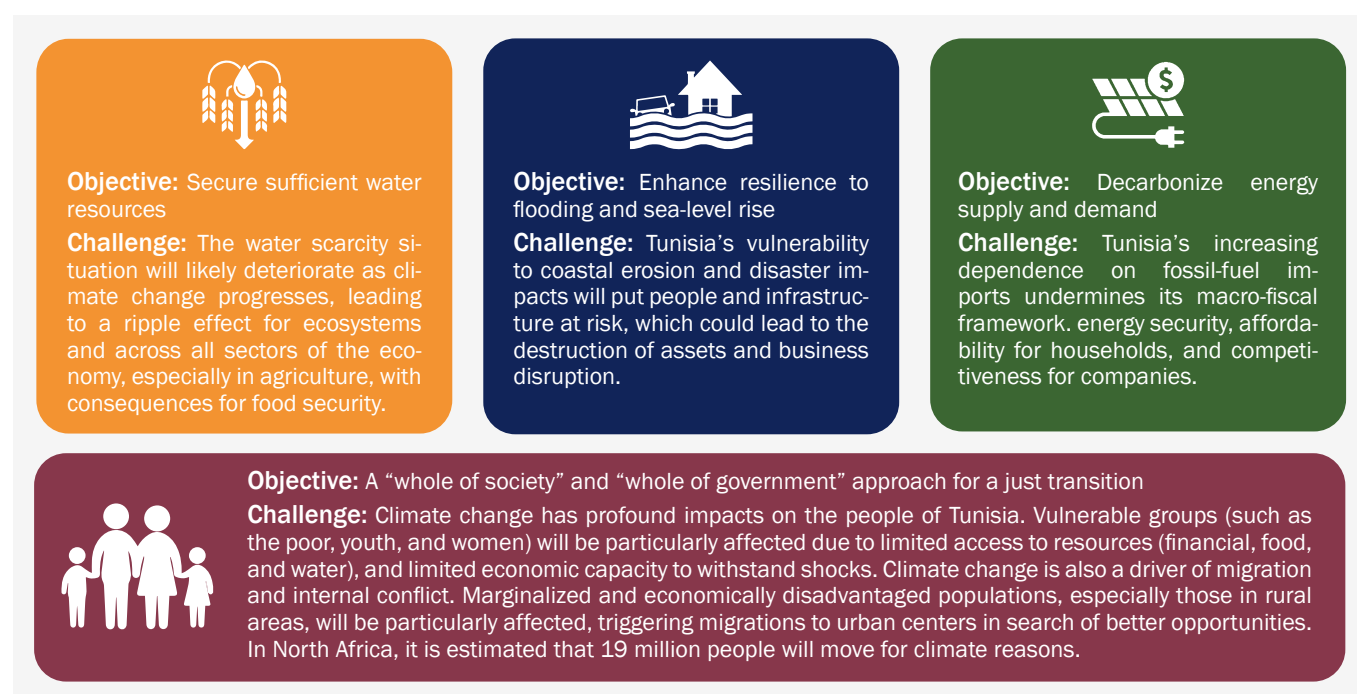 $
Objective: Secure sufficient water
resources
Challenge: The water scarcity si-
tuation will likely deteriorate as cli-
mate change progresses, leading
to a ripple effect for ecosystems
and across all sectors of the eco-
nomy, especially in agriculture, with
consequences for food security.
Objective: Enhance resilience to
flooding and sea-level rise
Challenge: Tunisia’s vulnerability
to coastal erosion and disaster im-
pacts will put people and infrastruc-
ture at risk, which could lead to the
destruction of assets and business
disruption.
Objective: Decarbonize energy
supply and demand
Challenge: Tunisia’s increasing
dependence on fossil-fuel im-
ports undermines its macro-fiscal
framework. energy security, afforda-
bility for households, and competi-
tiveness for companies.
Objective: A “whole of society” and “whole of government” approach for a just transition
Challenge: Climate change has profound impacts on the people of Tunisia. Vulnerable groups (such as
the poor, youth, and women) will be particularly affected due to limited access to resources (financial, food,
and water), and limited economic capacity to withstand shocks. Climate change is also a driver of migration
and internal conflict. Marginalized and economically disadvantaged populations, especially those in rural
areas, will be particularly affected, triggering migrations to urban centers in search of better opportunities.
In North Africa, it is estimated that 19 million people will move for climate reasons.